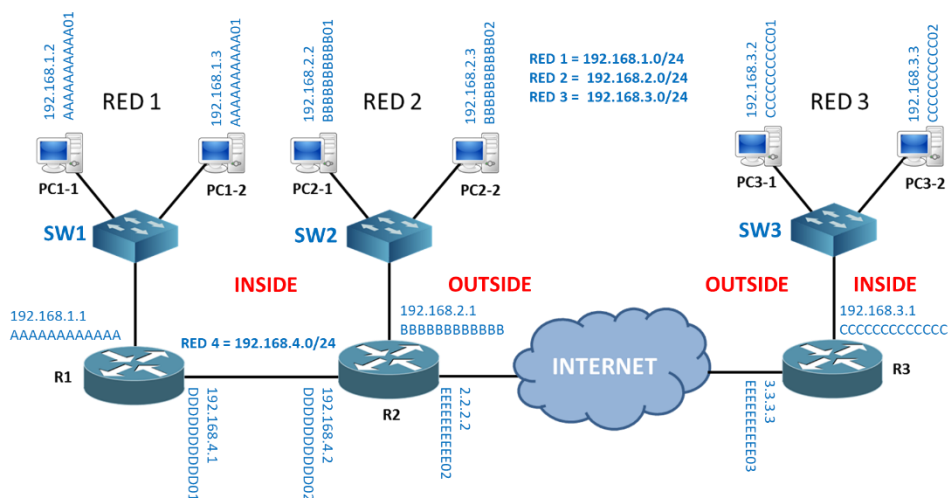 192.168.1.2
AAAAAAAAAA01
192.168.1.3
AAAAAAAAAA01
192.168.2.2
BBBBBBBBBB01
192.168.2.3
BBBBBBBBBB02
RED 1 = 192.168.1.0/24
RED 2 = 192.168.2.0/24
RED 3 = 192.168.3.0/24
192.168.3.2
CCCCCCCCCC01
192.168.3.3
CCCCCCCCCC02
RED 1
RED 2
RED 3
PC1-1
PC1-2
PC2-1
PC2-2
PC3-1
PC3-2
SW1
SW2
SW3
INSIDE
OUTSIDE
OUTSIDE
INSIDE
192.168.1.1
AAAAAAAAAAAA
192.168.2.1
BBBBBBBBBBBB
192.168.3.1
CCCCCCCCCCCCC
RED 4 = 192.168.4.0/24
INTERNET
R1
R2
R3
192.168.4.1
DDDDDDDDDD01
192.168.4.2
DDDDDDDDDD02
2.2.2.2
EEEEEEEEEE02
3.3.3.3
EEEEEEEEEE03